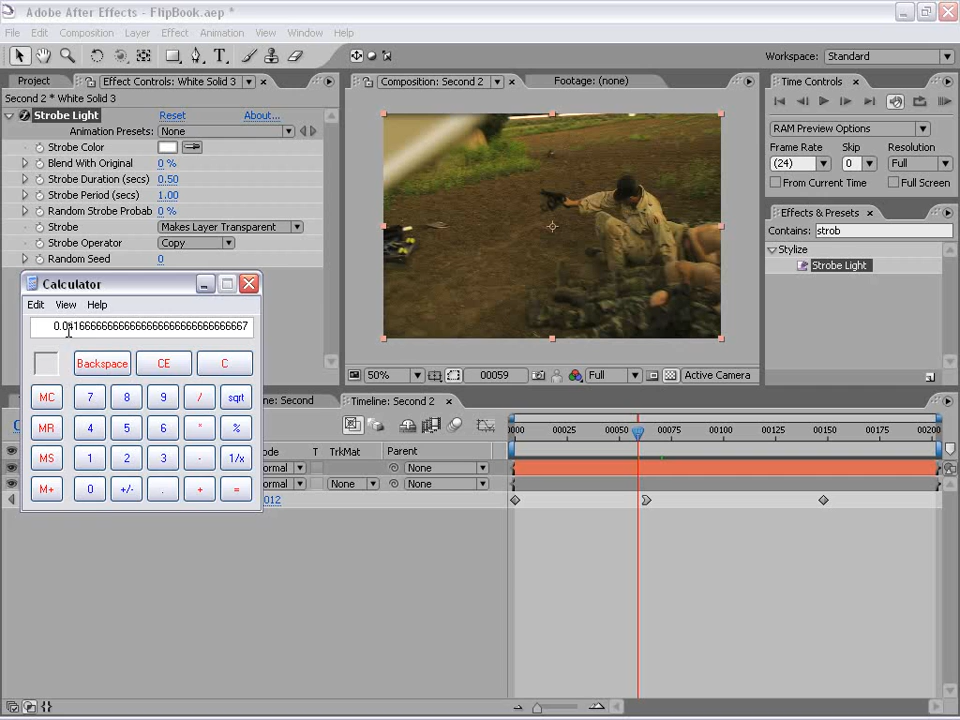 Adobe After Effects - FlipBook.aep *
File Edit Composition Layer Effect Animation View Window Help
Workspace: Standard
Project Effect Controls: White Solid 3
Second 2 * White Solid 3
Strobe Light Reset About...
Animation Presets: None
Strobe Color
Blend With Original 0 %
Strobe Duration (secs) 0.50
Strobe Period (secs) 1.00
Random Strobe Probab 0 %
Strobe Makes Layer Transparent
Strobe Operator Copy
Random Seed 0
Composition: Second 2 Footage: (none)
50% 00059 Full Active Camera
Time Controls
RAM Preview Options
Frame Rate Skip Resolution
(24) 0 Full
From Current Time Full Screen
Effects & Presets
Contains: strob
Stylize
Strobe Light
Calculator
Edit View Help
Backspace CE C
MC 7 8 9 / sqrt
MR 4 5 6 * %
MS 1 2 3 - 1/x
M+ 0 +/- . + =
ne: Second Timeline: Second 2
ode T TrkMat Parent
ormal None
ormal None None
012
0000 00025 00050 00075 00100 00125 00150 00175 00200